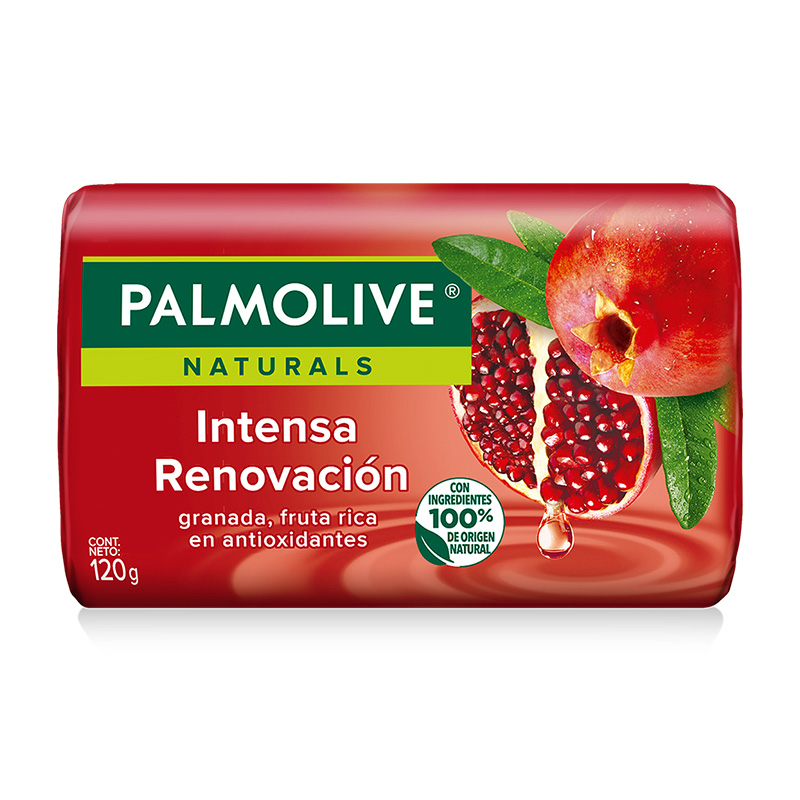 PALMOLIVE®
NATURALS
Intensa
Renovación
granada, fruta rica
en antioxidantes
CON
INGREDIENTES
100%
DE ORIGEN
NATURAL
CONT.
NETO:
120g